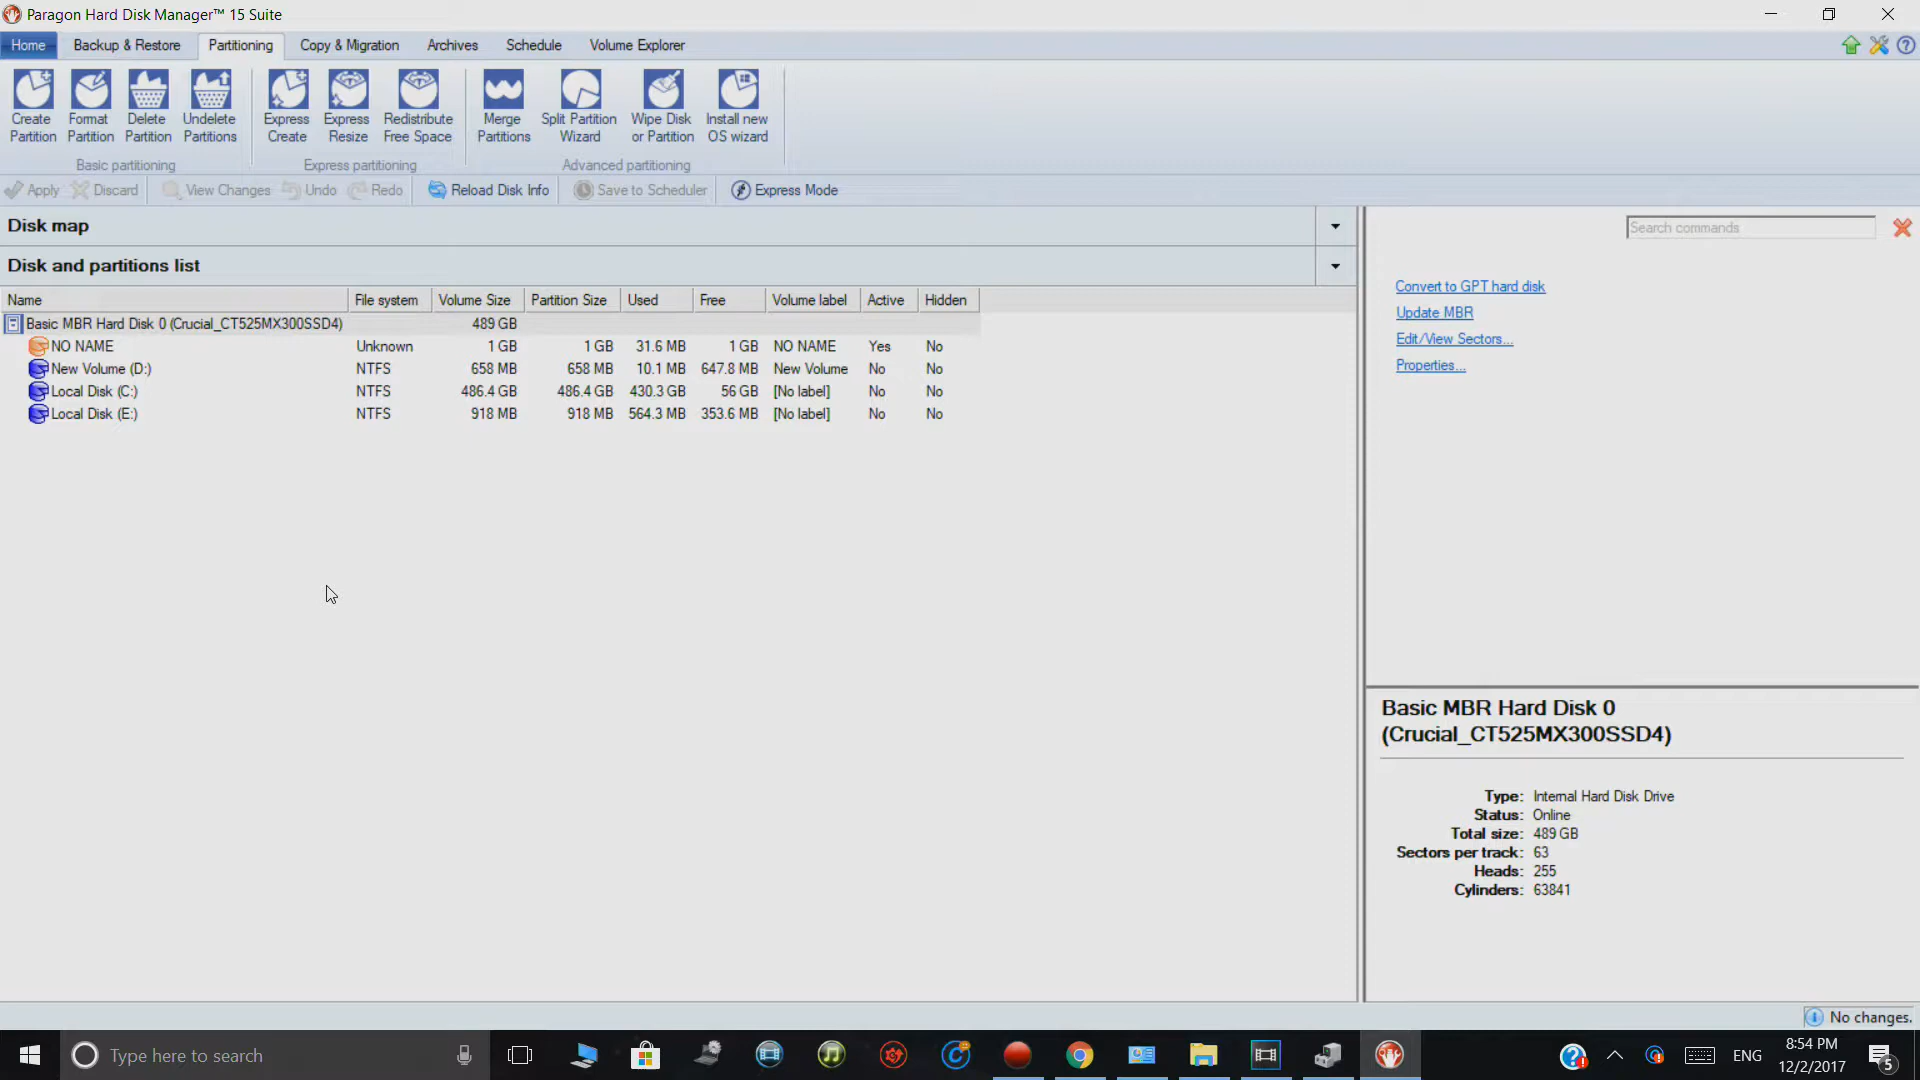 Paragon Hard Disk Manager™ 15 Suite
Home Backup & Restore Partitioning Copy & Migration Archives Schedule Volume Explorer
Create Partition Format Partition Delete Partition Undelete Partitions Express Create Express Resize Redistribute Free Space Merge Partitions Split Partition Wizard Wipe Disk or Partition Install new OS wizard
Basic partitioning Express partitioning Advanced partitioning
Apply Discard View Changes Undo Redo Reload Disk Info Save to Scheduler Express Mode
Disk map
Search commands
Disk and partitions list
Name File system Volume Size Partition Size Used Free Volume label Active Hidden
Basic MBR Hard Disk 0 (Crucial_CT525MX300SSD4) 489 GB
NO NAME Unknown 1 GB 1 GB 31.6 MB 1 GB NO NAME Yes No
New Volume (D:) NTFS 658 MB 658 MB 10.1 MB 647.8 MB New Volume No No
Local Disk (C:) NTFS 486.4 GB 486.4 GB 430.3 GB 56 GB [No label] No No
Local Disk (E:) NTFS 918 MB 918 MB 564.3 MB 353.6 MB [No label] No No
Convert to GPT hard disk
Update MBR
Edit/View Sectors...
Properties...
Basic MBR Hard Disk 0
(Crucial_CT525MX300SSD4)
Type: Internal Hard Disk Drive
Status: Online
Total size: 489 GB
Sectors per track: 63
Heads: 255
Cylinders: 63841
No changes.
Type here to search
ENG
8:54 PM
12/2/2017
5